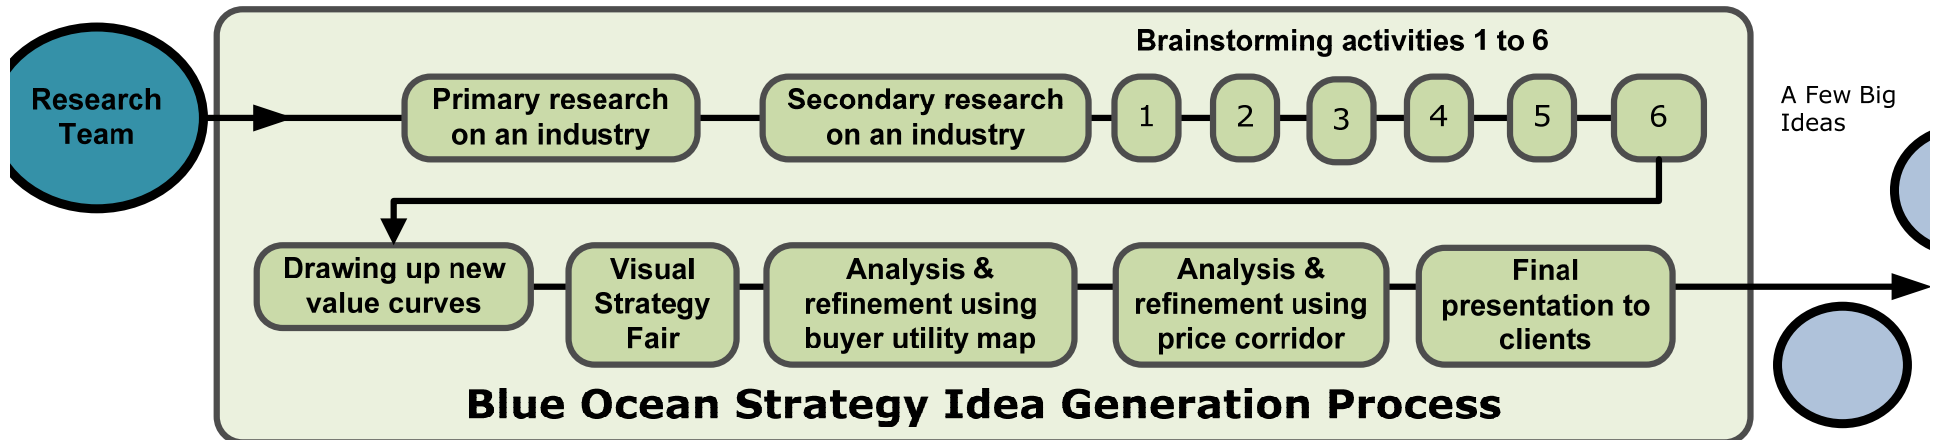 Brainstorming activities 1 to 6
Research
Team
Primary research
on an industry
Secondary research
on an industry
1
2
3
4
5
6
A Few Big
Ideas
Drawing up new
value curves
Visual
Strategy
Fair
Analysis &
refinement using
buyer utility map
Analysis &
refinement using
price corridor
Final
presentation to
clients
Blue Ocean Strategy Idea Generation Process